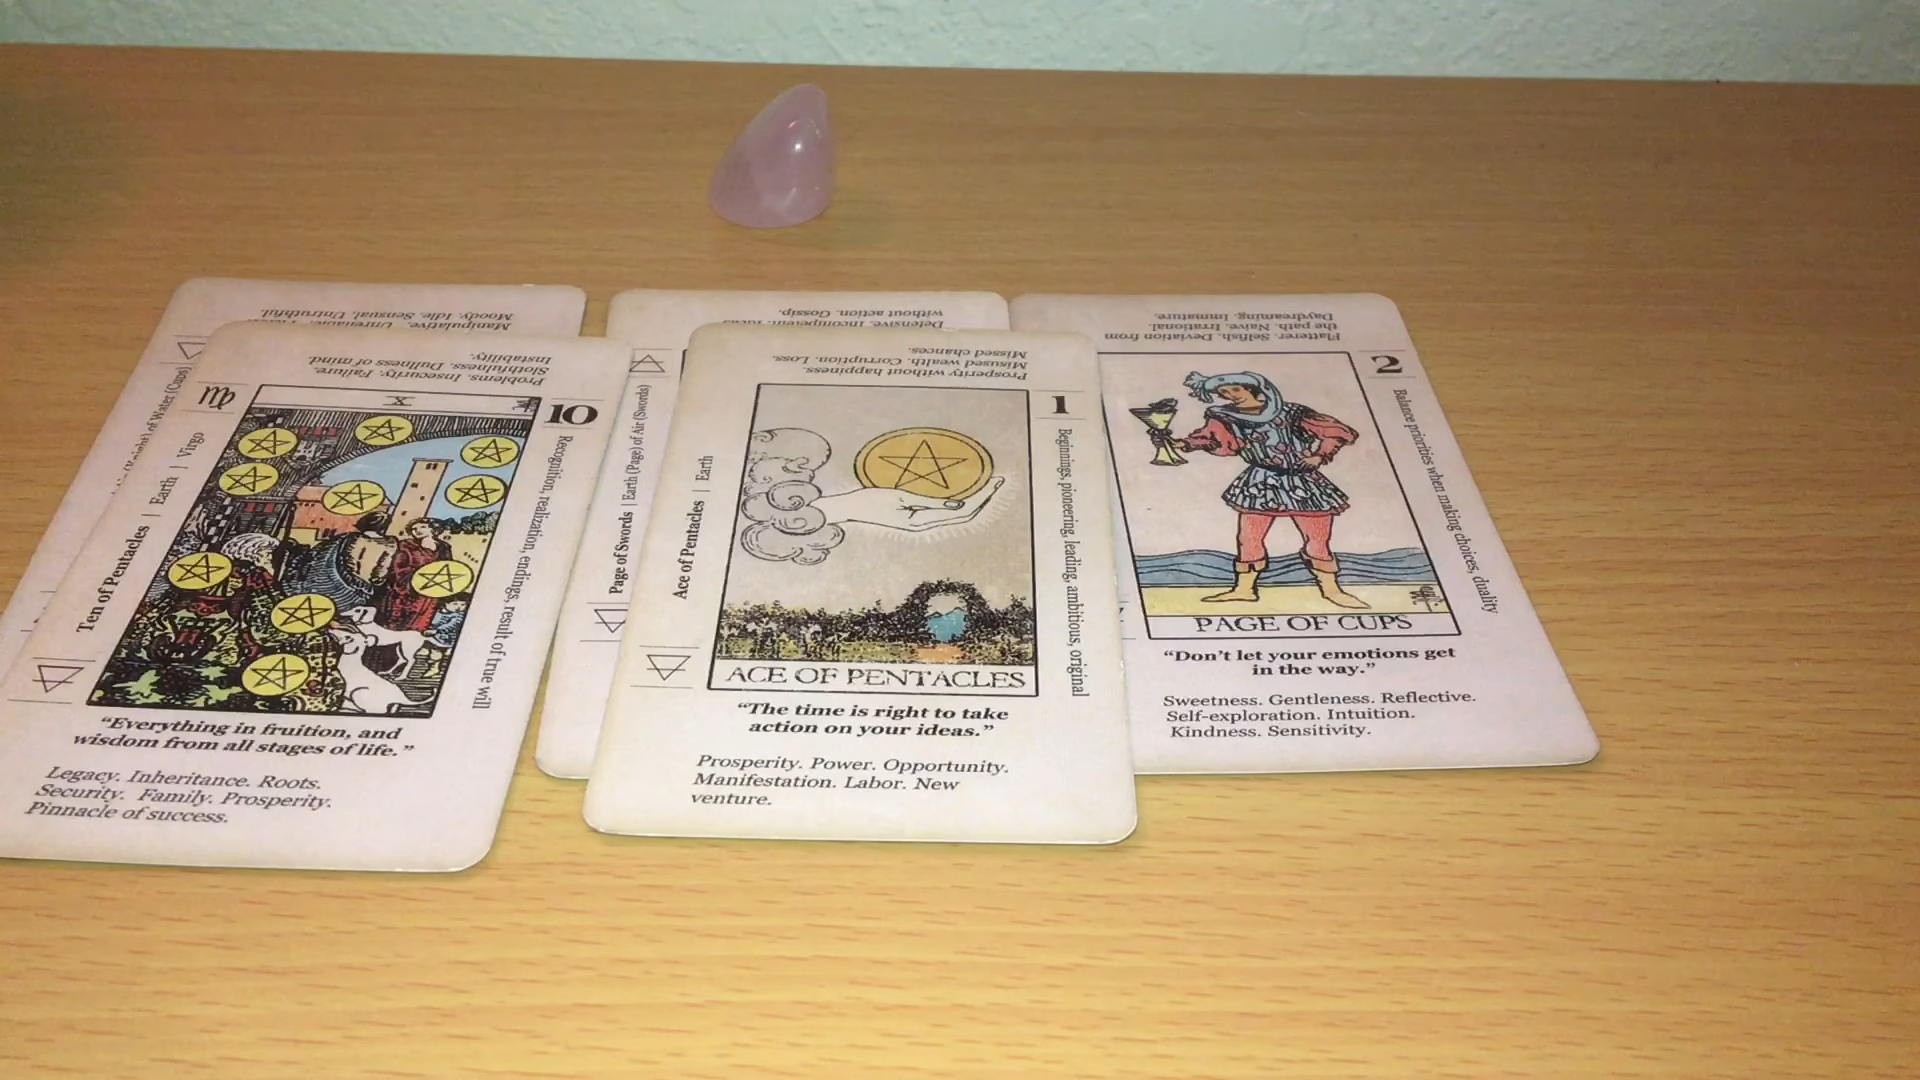 Moody. Idle. Sensual. Untruthful.
Manipulative. Unreliable.
of Water (Cups)
Problems. Insecurity. Failure.
Slothfulness. Dullness of mind.
Instability.
X
10
Ten of Pentacles | Earth | Virgo
Recognition, realization, endings, result of true will
“Everything in fruition, and
wisdom from all stages of life.”
Legacy. Inheritance. Roots.
Security. Family. Prosperity.
Pinnacle of success.
Defensive. Incompetent.
without action. Gossip.
Page of Swords | Earth (Page) of Air (Swords)
Prosperity without happiness.
Misused wealth. Corruption. Loss.
Missed chances.
1
Ace of Pentacles | Earth
Beginnings, pioneering, leading, ambitious, original
ACE OF PENTACLES
“The time is right to take
action on your ideas.”
Prosperity. Power. Opportunity.
Manifestation. Labor. New
venture.
Flatterer. Selfish. Deviation from
the path. Naive. Irrational.
Daydreaming. Immature.
2
Balance priorities when making choices, duality
PAGE OF CUPS
“Don’t let your emotions get
in the way.”
Sweetness. Gentleness. Reflective.
Self-exploration. Intuition.
Kindness. Sensitivity.